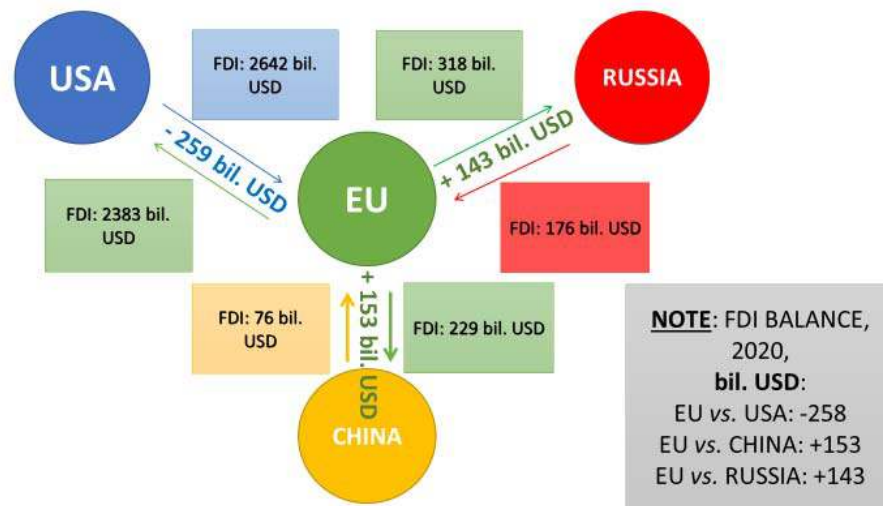 USA
FDI: 2642 bil.
USD
FDI: 318 bil.
USD
RUSSIA
- 259 bil. USD
+ 143 bil. USD
EU
FDI: 2383 bil.
USD
FDI: 176 bil. USD
+ 153 bil. USD
FDI: 76 bil.
USD
FDI: 229 bil. USD
CHINA
NOTE: FDI BALANCE,
2020,
bil. USD:
EU vs. USA: -258
EU vs. CHINA: +153
EU vs. RUSSIA: +143